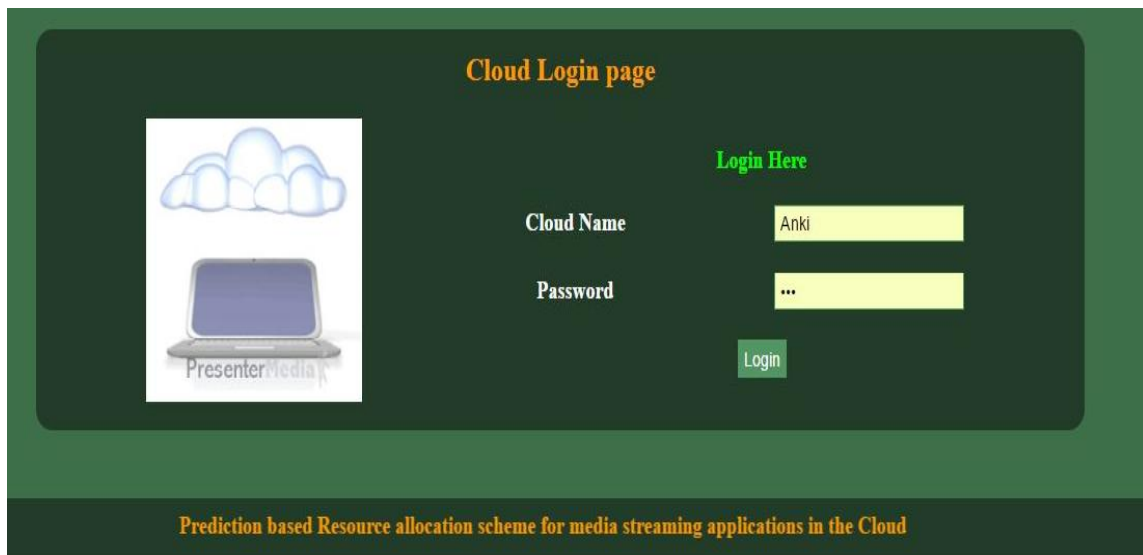 Cloud Login page
Login Here
Cloud Name
Anki
Password
•••
Login
PresenterMedia
Prediction based Resource allocation scheme for media streaming applications in the Cloud